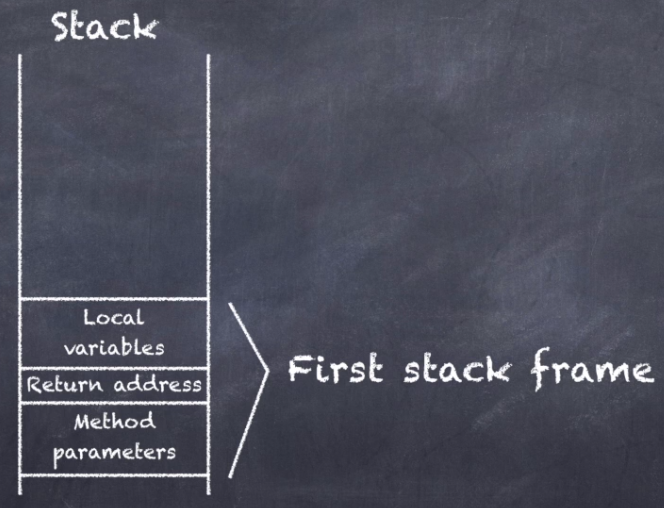 Stack
Local
variables
Return address
Method
parameters
First stack frame